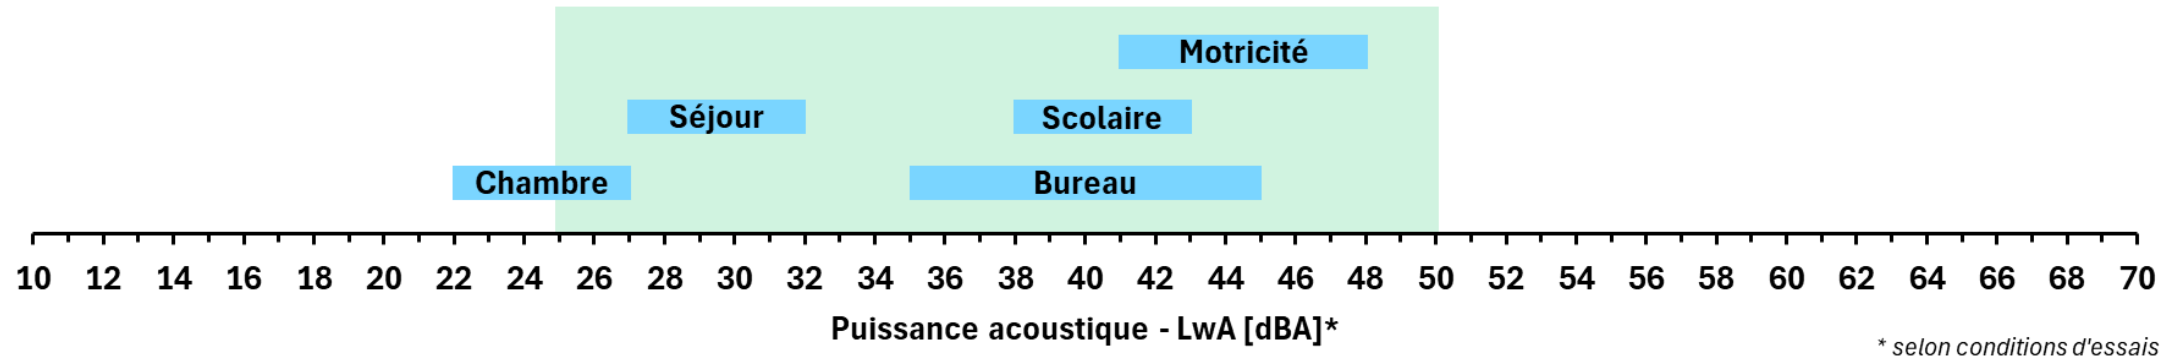 Motricité
Séjour Scolaire
Chambre Bureau
10 12 14 16 18 20 22 24 26 28 30 32 34 36 38 40 42 44 46 48 50 52 54 56 58 60 62 64 66 68 70
Puissance acoustique - LwA [dBA]*
* selon conditions d'essais